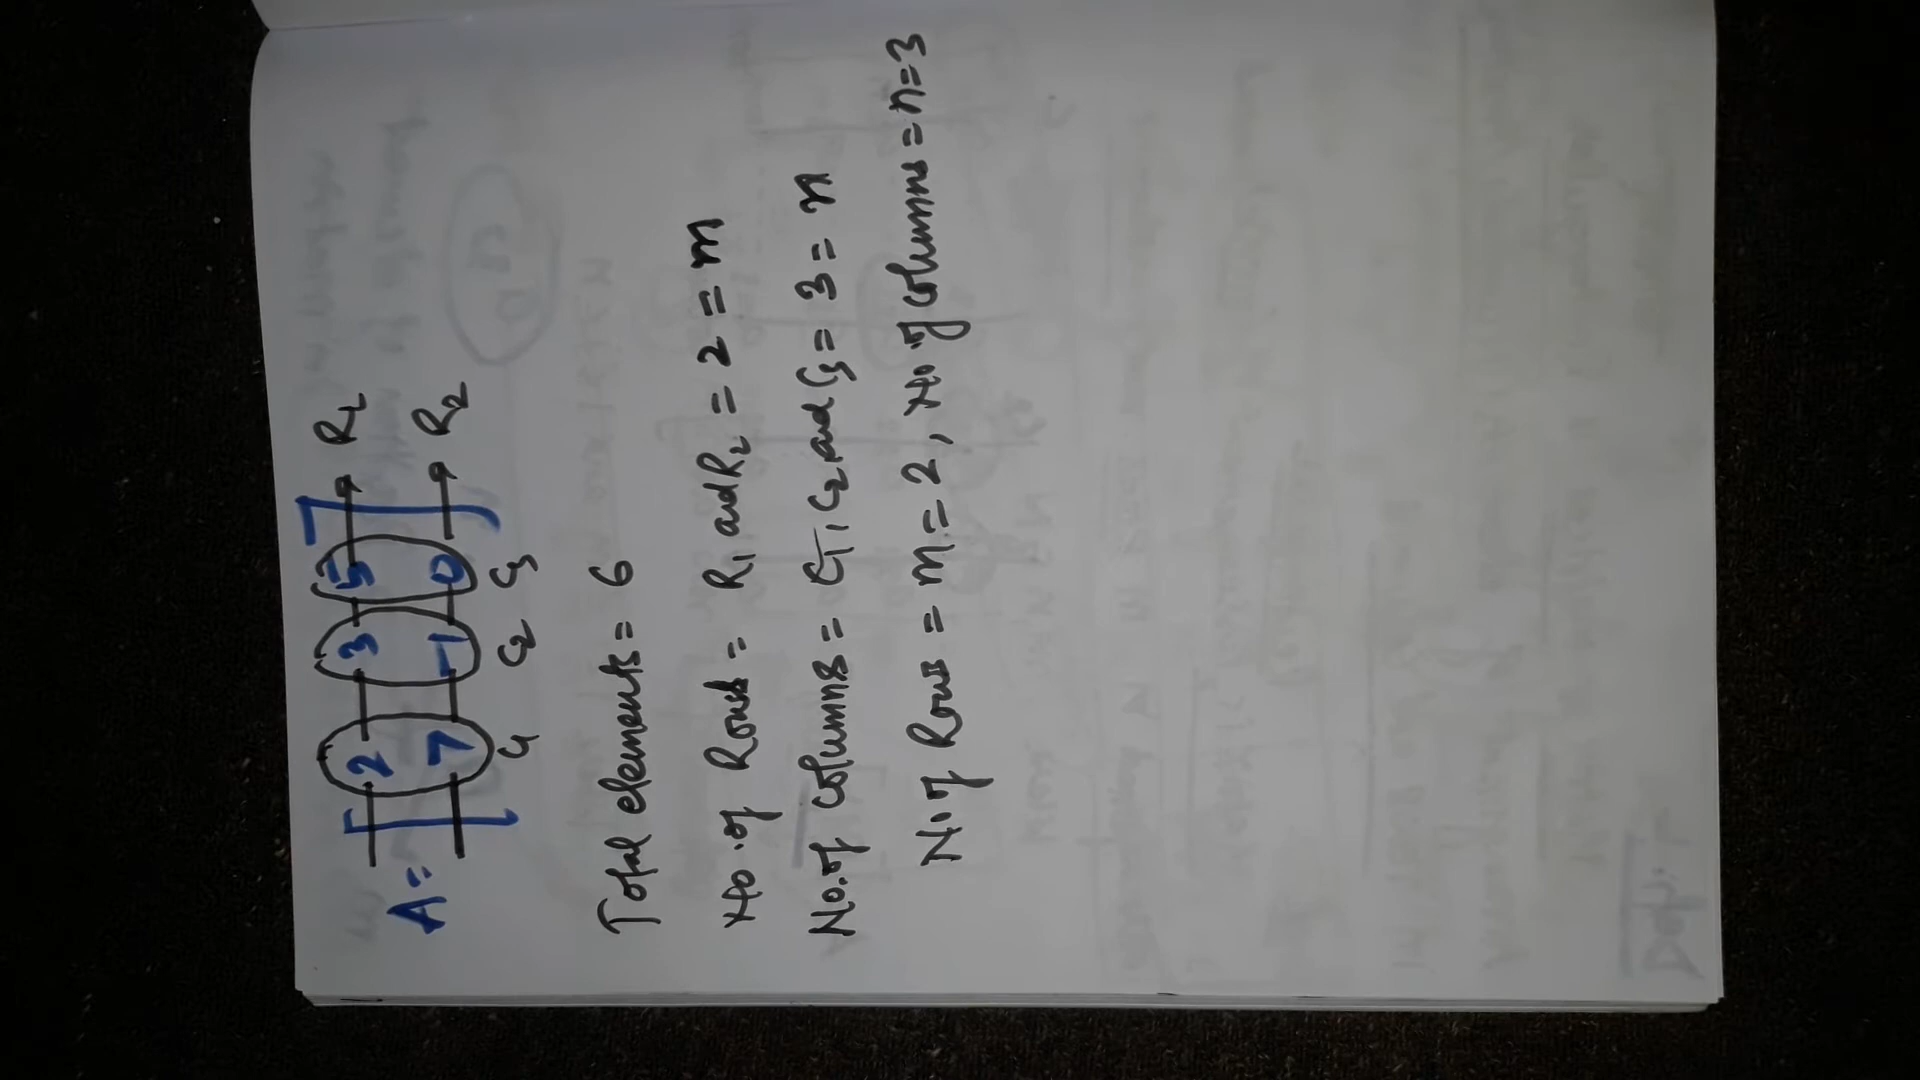 A = [ 2 3 5 ] → R1
[ 7 -1 0 ] → R2
C1 C2 C3
Total elements = 6
No. of Rows = R1 and R2 = 2 = m
No. of columns = C1, C2 and C3 = 3 = n
No of Rows = m = 2, No of columns = n = 3